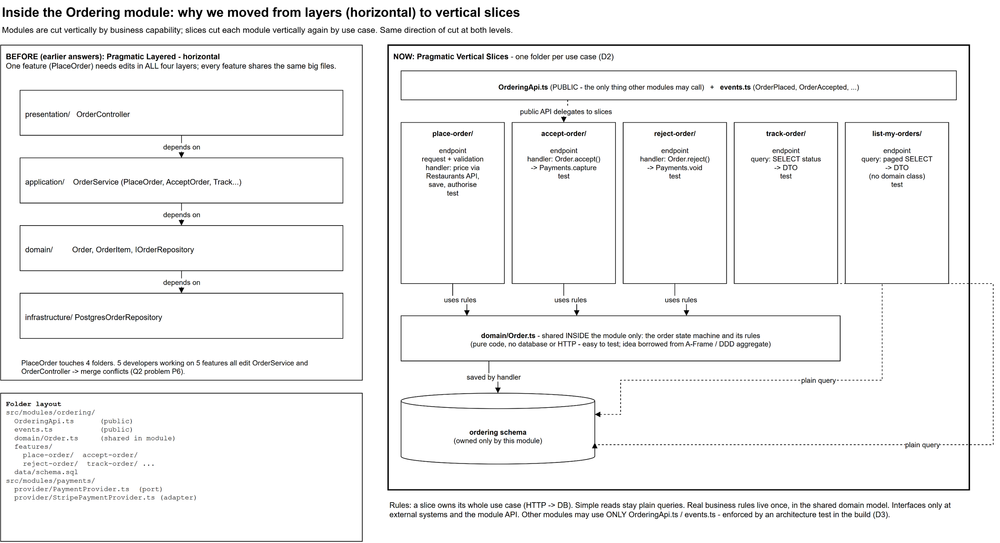 Inside the Ordering module: why we moved from layers (horizontal) to vertical slices
Modules are cut vertically by business capability; slices cut each module vertically again by use case. Same direction of cut at both levels.
BEFORE (earlier answers): Pragmatic Layered - horizontal
One feature (PlaceOrder) needs edits in ALL four layers; every feature shares the same big files.
presentation/   OrderController
depends on
application/    OrderService (PlaceOrder, AcceptOrder, Track...)
depends on
domain/         Order, OrderItem, IOrderRepository
depends on
infrastructure/ PostgresOrderRepository
PlaceOrder touches 4 folders. 5 developers working on 5 features all edit OrderService and
OrderController -> merge conflicts (Q2 problem P6).
Folder layout
src/modules/ordering/
  OrderingApi.ts      (public)
  events.ts           (public)
  domain/Order.ts     (shared in module)
  features/
    place-order/  accept-order/
    reject-order/  track-order/ ...
  data/schema.sql
src/modules/payments/
  provider/PaymentProvider.ts  (port)
  provider/StripePaymentProvider.ts (adapter)
NOW: Pragmatic Vertical Slices - one folder per use case (D2)
OrderingApi.ts (PUBLIC - the only thing other modules may call)   +   events.ts (OrderPlaced, OrderAccepted, ...)
public API delegates to slices
place-order/
endpoint
request + validation
handler: price via
Restaurants API,
save, authorise
test
accept-order/
endpoint
handler: Order.accept()
-> Payments.capture
test
reject-order/
endpoint
handler: Order.reject()
-> Payments.void
test
track-order/
endpoint
query: SELECT status
-> DTO
test
list-my-orders/
endpoint
query: paged SELECT
-> DTO
(no domain class)
test
uses rules
uses rules
uses rules
domain/Order.ts - shared INSIDE the module only: the order state machine and its rules
(pure code, no database or HTTP - easy to test; idea borrowed from A-Frame / DDD aggregate)
saved by handler
plain query
ordering schema
(owned only by this module)
plain query
Rules: a slice owns its whole use case (HTTP -> DB). Simple reads stay plain queries. Real business rules live once, in the shared domain model. Interfaces only at
external systems and the module API. Other modules may use ONLY OrderingApi.ts / events.ts - enforced by an architecture test in the build (D3).